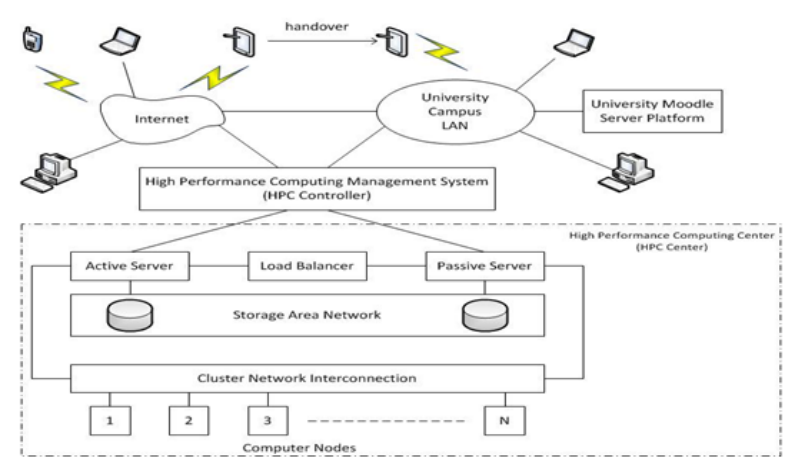 handover
Internet
University
Campus
LAN
University Moodle
Server Platform
High Performance Computing Management System
(HPC Controller)
High Performance Computing Center
(HPC Center)
Active Server
Load Balancer
Passive Server
Storage Area Network
Cluster Network Interconnection
1
2
3
N
Computer Nodes